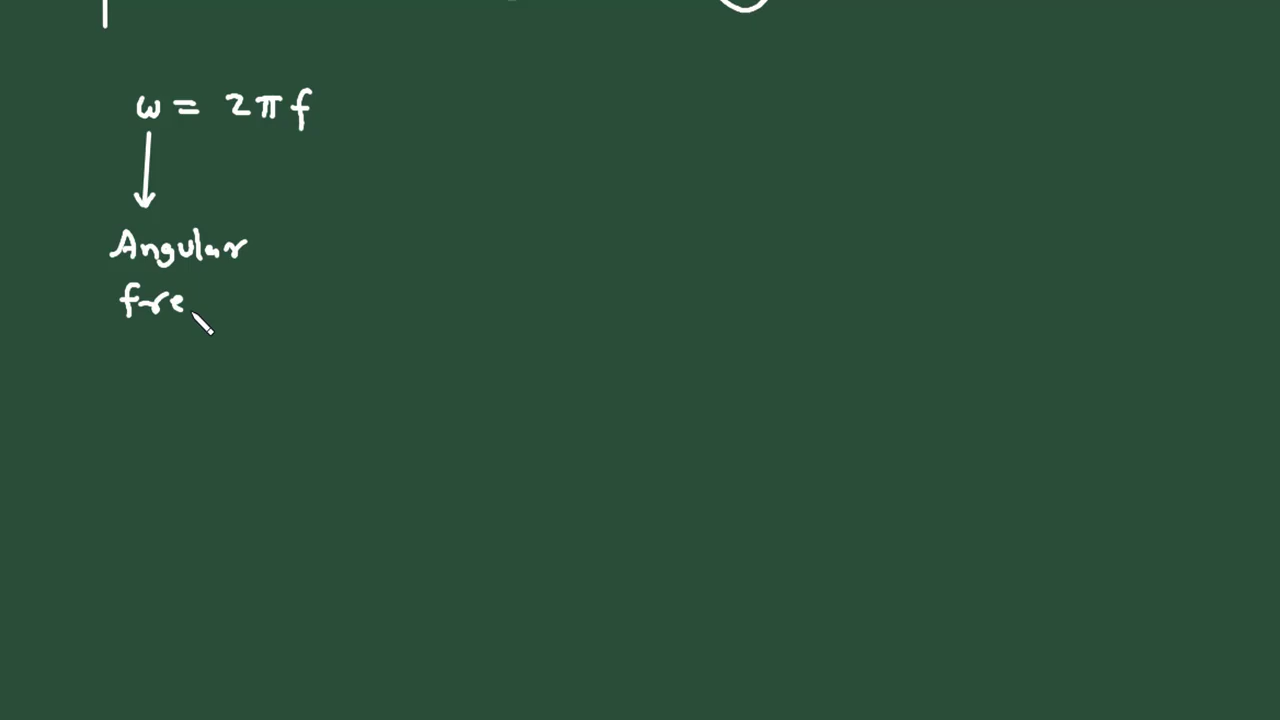 ω = 2πf
Angular
fre